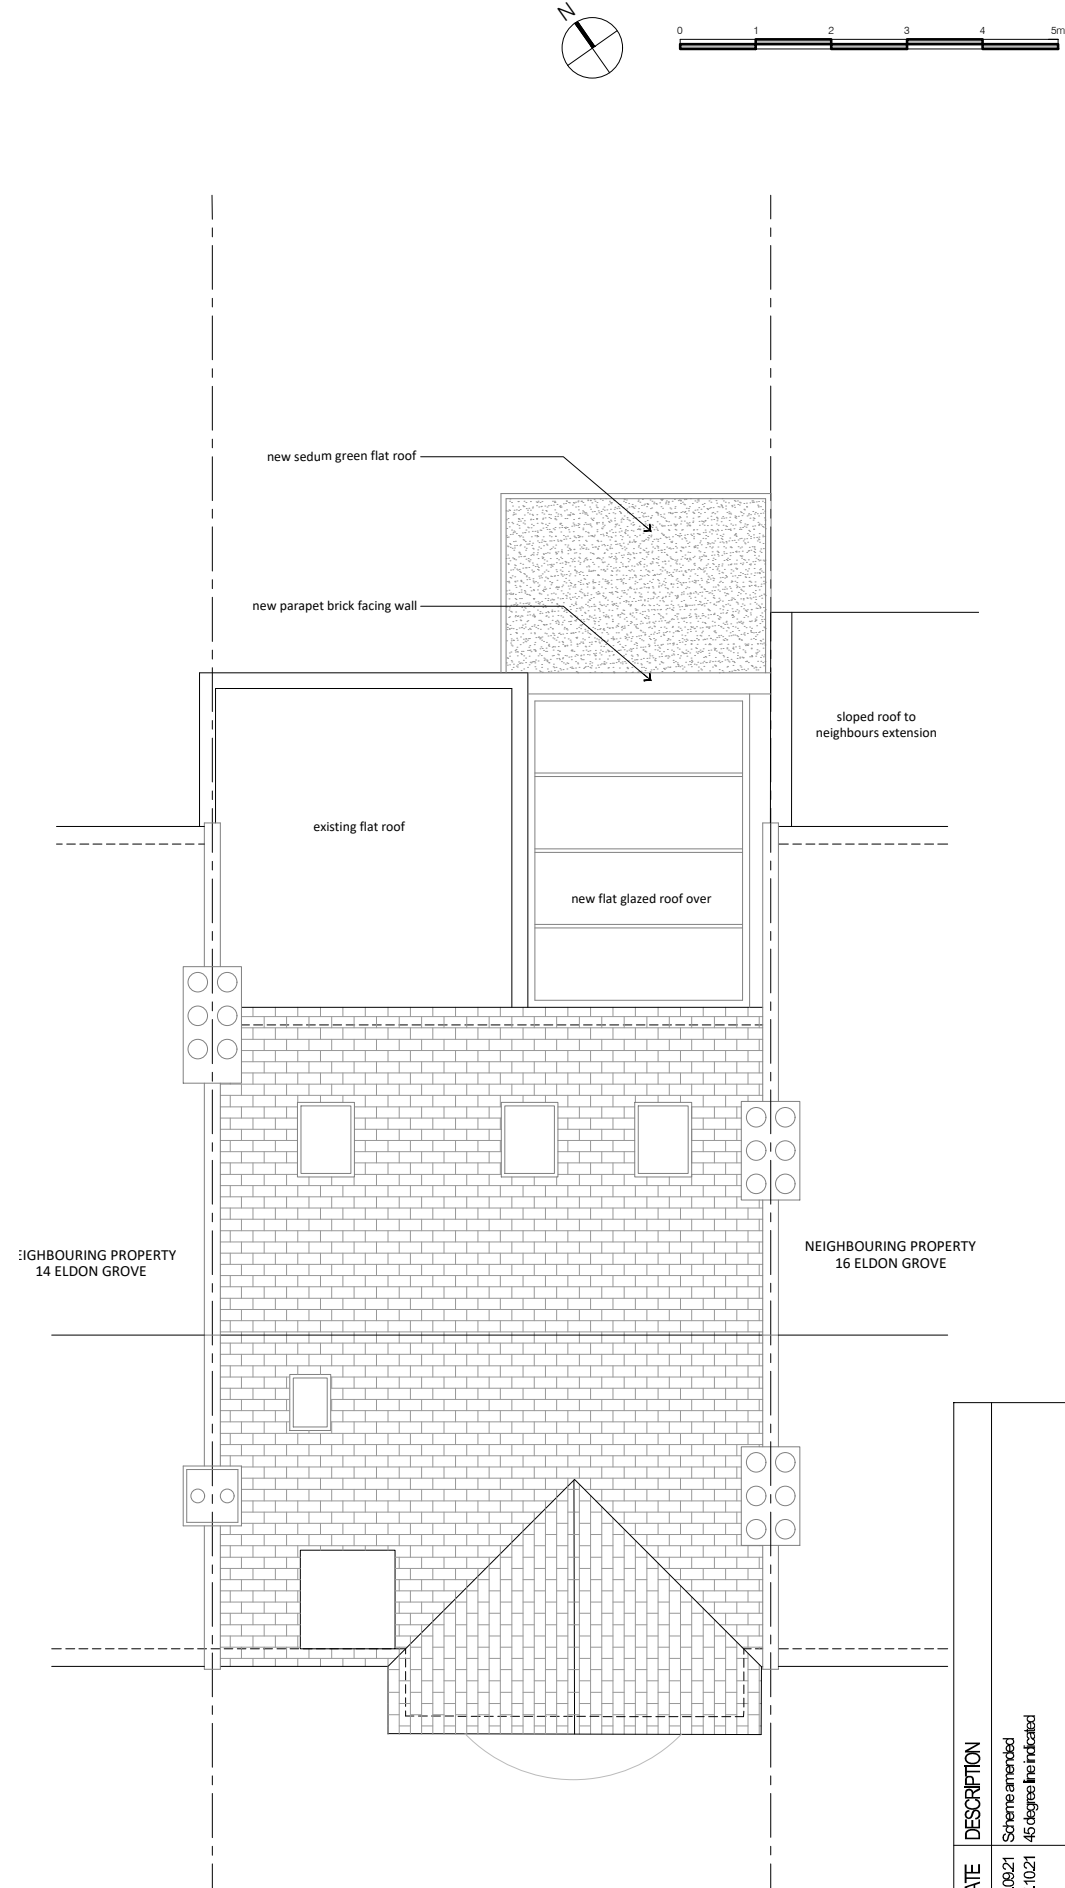 N
0 1 2 3 4 5m
new sedum green flat roof
new parapet brick facing wall
sloped roof to
neighbours extension
existing flat roof
new flat glazed roof over
EIGHBOURING PROPERTY
14 ELDON GROVE
NEIGHBOURING PROPERTY
16 ELDON GROVE
ATE DESCRIPTION
.09.21 Scheme amended
.10.21 45 degree line indicated